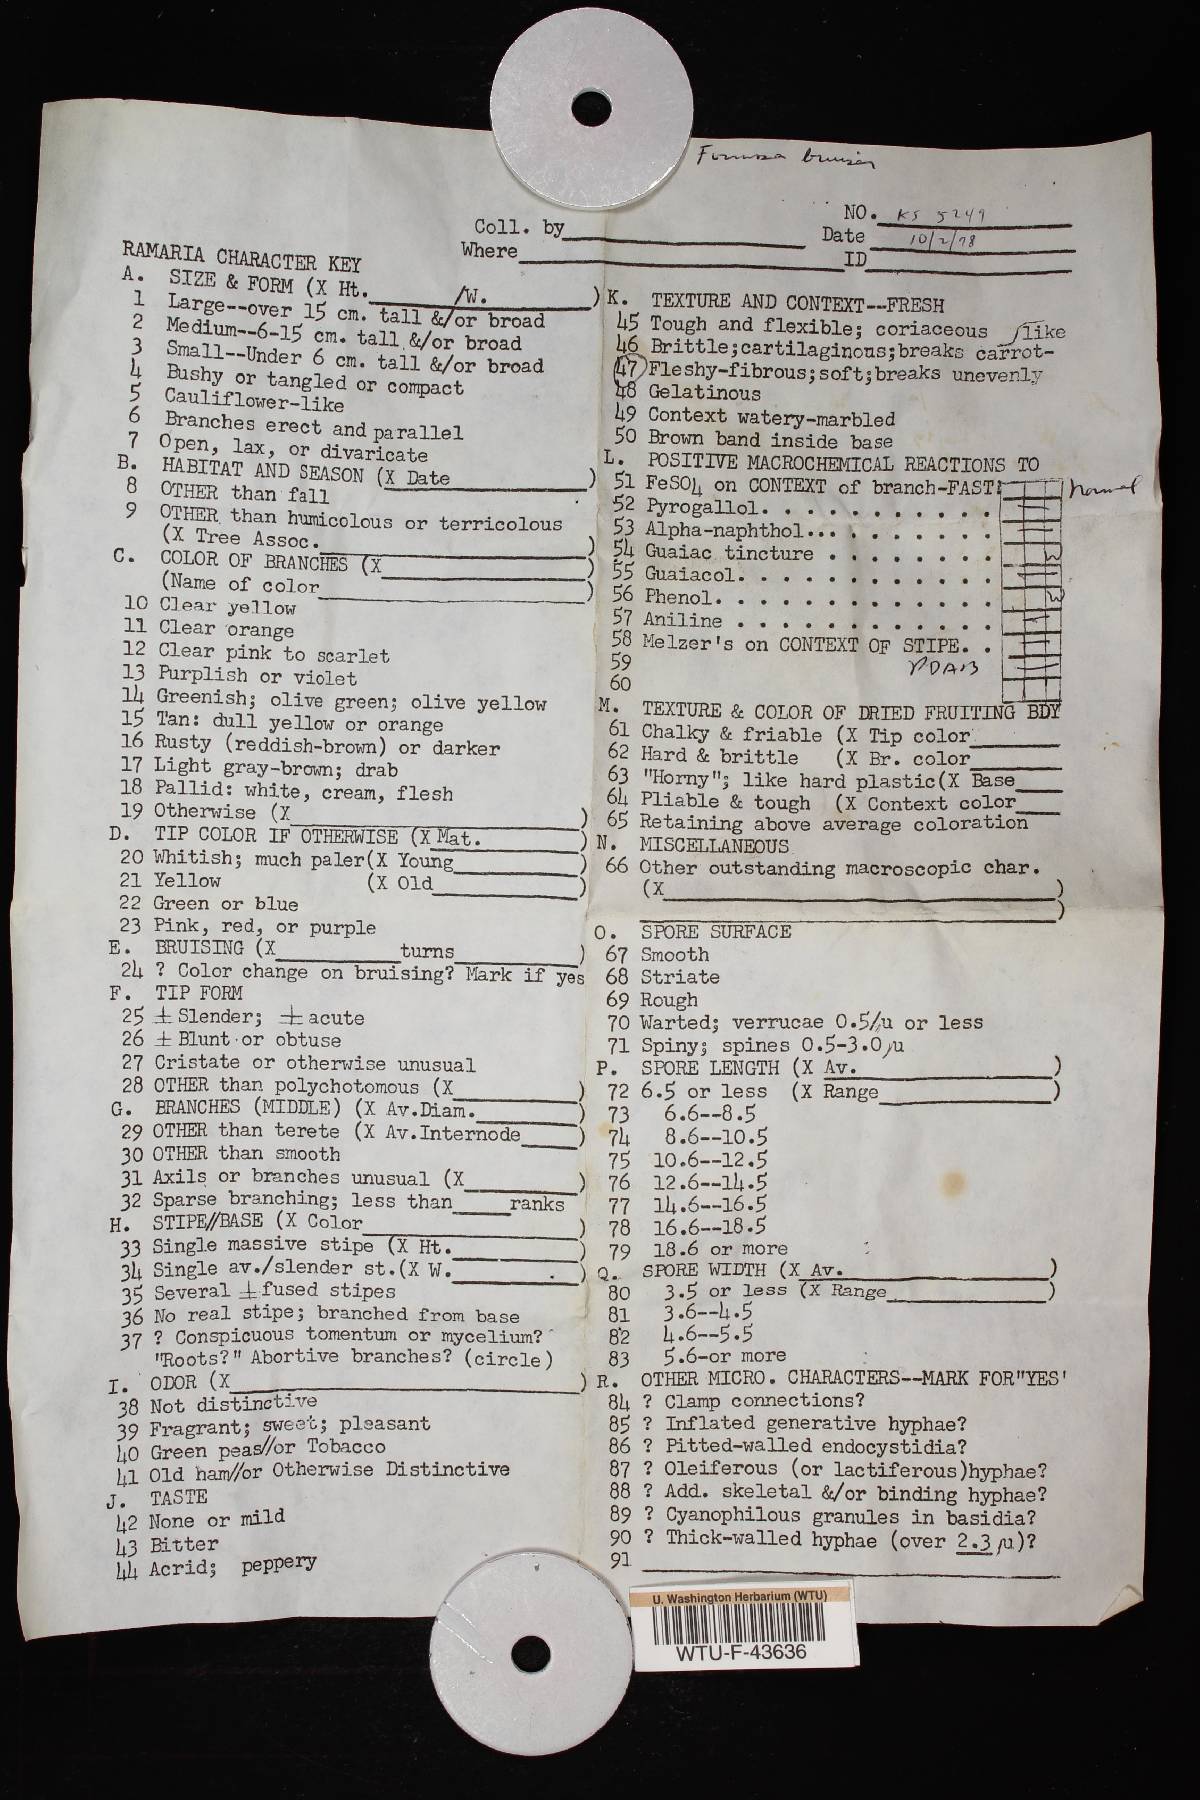 Formosa bruiser
NO. KS 5249
Coll. by
Date 10/2/78
Where
ID
RAMARIA CHARACTER KEY
A. SIZE & FORM (X Ht. /W. )
1 Large--over 15 cm. tall &/or broad
2 Medium--6-15 cm. tall &/or broad
3 Small--Under 6 cm. tall &/or broad
4 Bushy or tangled or compact
5 Cauliflower-like
6 Branches erect and parallel
7 Open, lax, or divaricate
B. HABITAT AND SEASON (X Date )
8 OTHER than fall
9 OTHER than humicolous or terricolous
(X Tree Assoc. )
C. COLOR OF BRANCHES (X )
(Name of color )
10 Clear yellow
11 Clear orange
12 Clear pink to scarlet
13 Purplish or violet
14 Greenish; olive green; olive yellow
15 Tan: dull yellow or orange
16 Rusty (reddish-brown) or darker
17 Light gray-brown; drab
18 Pallid: white, cream, flesh
19 Otherwise (X )
D. TIP COLOR IF OTHERWISE (X Mat. )
20 Whitish; much paler(X Young )
21 Yellow (X Old )
22 Green or blue
23 Pink, red, or purple
E. BRUISING (X turns )
24 ? Color change on bruising? Mark if yes
F. TIP FORM
25 ± Slender; ± acute
26 ± Blunt or obtuse
27 Cristate or otherwise unusual
28 OTHER than polychotomous (X )
G. BRANCHES (MIDDLE) (X Av.Diam. )
29 OTHER than terete (X Av.Internode )
30 OTHER than smooth
31 Axils or branches unusual (X )
32 Sparse branching; less than ranks
H. STIPE//BASE (X Color )
33 Single massive stipe (X Ht. )
34 Single av./slender st.(X W. )
35 Several ± fused stipes
36 No real stipe; branched from base
37 ? Conspicuous tomentum or mycelium?
"Roots?" Abortive branches? (circle)
I. ODOR (X )
38 Not distinctive
39 Fragrant; sweet; pleasant
40 Green peas//or Tobacco
41 Old ham//or Otherwise Distinctive
J. TASTE
42 None or mild
43 Bitter
44 Acrid; peppery
K. TEXTURE AND CONTEXT--FRESH
45 Tough and flexible; coriaceous /like
46 Brittle;cartilaginous;breaks carrot-
47 Fleshy-fibrous;soft;breaks unevenly
48 Gelatinous
49 Context watery-marbled
50 Brown band inside base
L. POSITIVE MACROCHEMICAL REACTIONS TO
51 FeSO4 on CONTEXT of branch-FAST! normal
52 Pyrogallol. . . . . . . . . . . .
53 Alpha-naphthol... . . . . . . . .
54 Guaiac tincture . . . . . . . . 3
55 Guaiacol. . . . . . . . . . . . .
56 Phenol. . . . . . . . . . . . . 3
57 Aniline . . . . . . . . . . . .
58 Melzer's on CONTEXT OF STIPE. .
59 PDAB
60
M. TEXTURE & COLOR OF DRIED FRUITING BDY
61 Chalky & friable (X Tip color
62 Hard & brittle (X Br. color
63 "Horny"; like hard plastic(X Base
64 Pliable & tough (X Context color
65 Retaining above average coloration
N. MISCELLANEOUS
66 Other outstanding macroscopic char.
(X )
)
O. SPORE SURFACE
67 Smooth
68 Striate
69 Rough
70 Warted; verrucae 0.5/u or less
71 Spiny; spines 0.5-3.0/u
P. SPORE LENGTH (X Av. )
72 6.5 or less (X Range )
73 6.6--8.5
74 8.6--10.5
75 10.6--12.5
76 12.6--14.5
77 14.6--16.5
78 16.6--18.5
79 18.6 or more
Q. SPORE WIDTH (X Av. )
80 3.5 or less (X Range )
81 3.6--4.5
82 4.6--5.5
83 5.6-or more
R. OTHER MICRO. CHARACTERS--MARK FOR"YES'
84 ? Clamp connections?
85 ? Inflated generative hyphae?
86 ? Pitted-walled endocystidia?
87 ? Oleiferous (or lactiferous)hyphae?
88 ? Add. skeletal &/or binding hyphae?
89 ? Cyanophilous granules in basidia?
90 ? Thick-walled hyphae (over 2.3 /u)?
91
U. Washington Herbarium (WTU)
WTU-F-43636